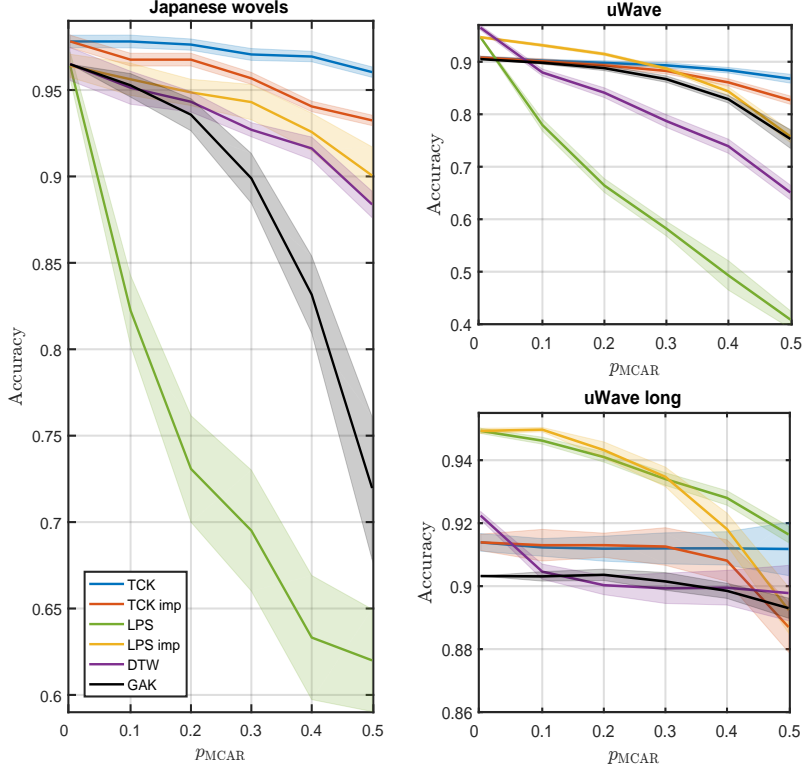 Japanese wovels
0.95
0.9
0.85
0.8
0.75
0.7
0.65
0.6
Accuracy
0 0.1 0.2 0.3 0.4 0.5
pMCAR
TCK
TCK imp
LPS
LPS imp
DTW
GAK
uWave
0.9
0.8
0.7
0.6
0.5
0.4
Accuracy
0 0.1 0.2 0.3 0.4 0.5
pMCAR
uWave long
0.94
0.92
0.9
0.88
0.86
Accuracy
0 0.1 0.2 0.3 0.4 0.5
pMCAR